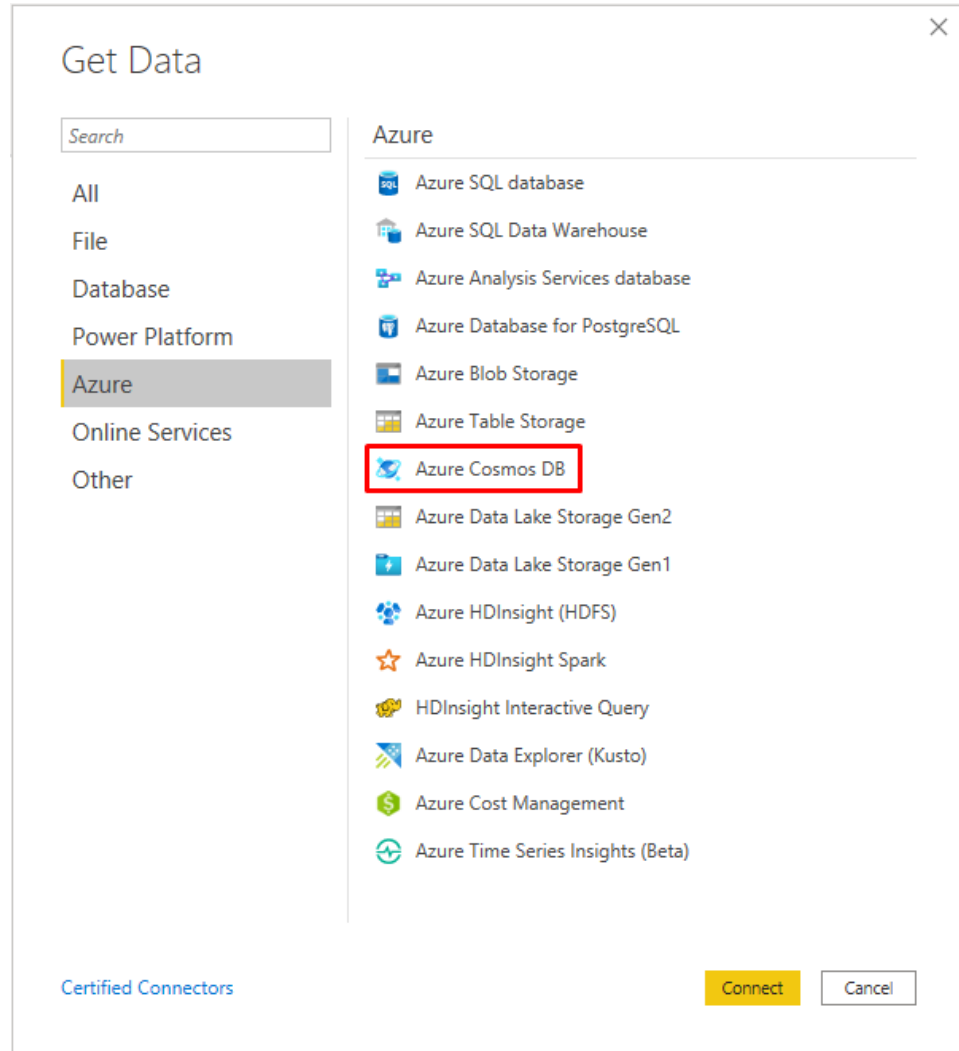 Get Data
Search
All
File
Database
Power Platform
Azure
Online Services
Other
Azure
Azure SQL database
Azure SQL Data Warehouse
Azure Analysis Services database
Azure Database for PostgreSQL
Azure Blob Storage
Azure Table Storage
Azure Cosmos DB
Azure Data Lake Storage Gen2
Azure Data Lake Storage Gen1
Azure HDInsight (HDFS)
Azure HDInsight Spark
HDInsight Interactive Query
Azure Data Explorer (Kusto)
Azure Cost Management
Azure Time Series Insights (Beta)
Certified Connectors
Connect
Cancel